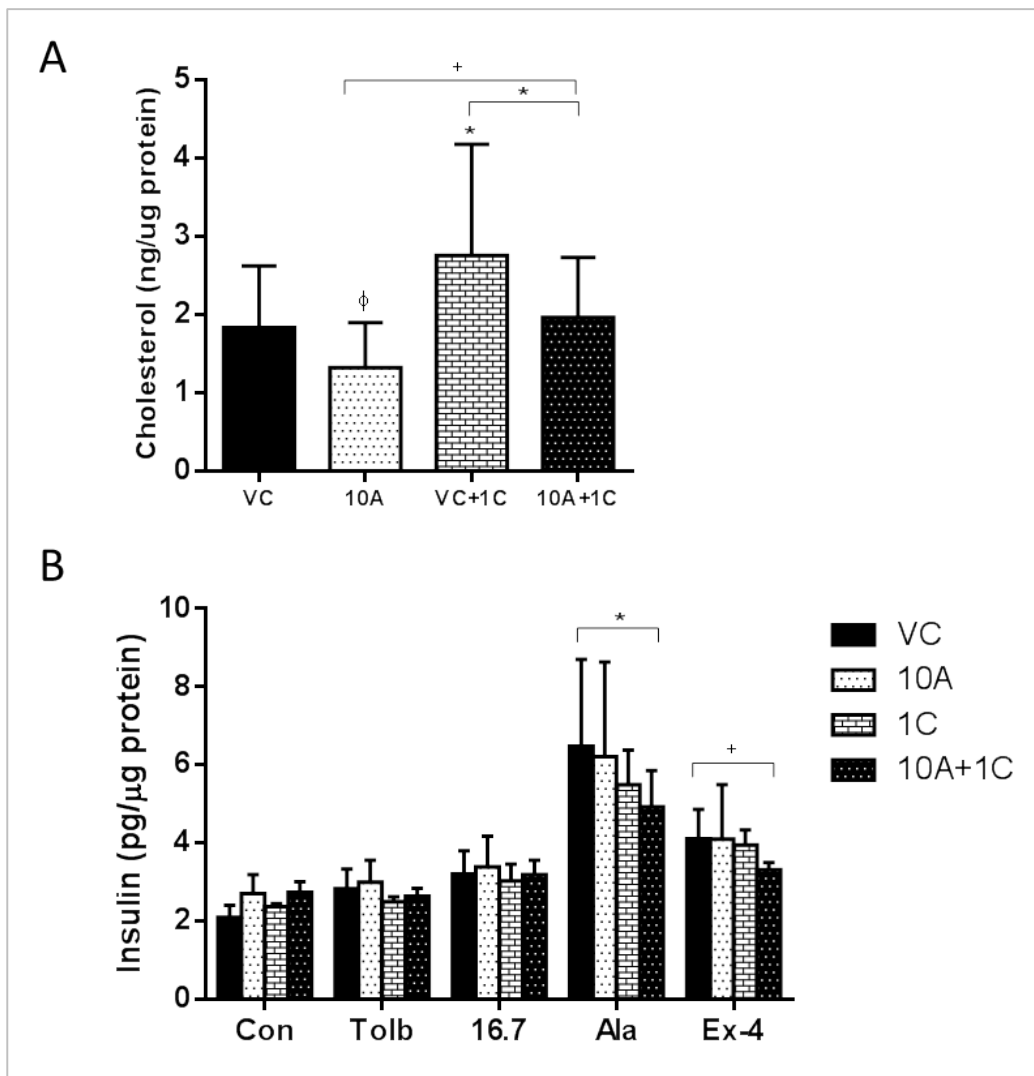 A
Cholesterol (ng/ug protein)
5
4
3
2
1
0
+
*
*
ϕ
VC 10A VC+1C 10A+1C
B
Insulin (pg/μg protein)
10
8
6
4
2
0
*
+
Con Tolb 16.7 Ala Ex-4
VC
10A
1C
10A+1C